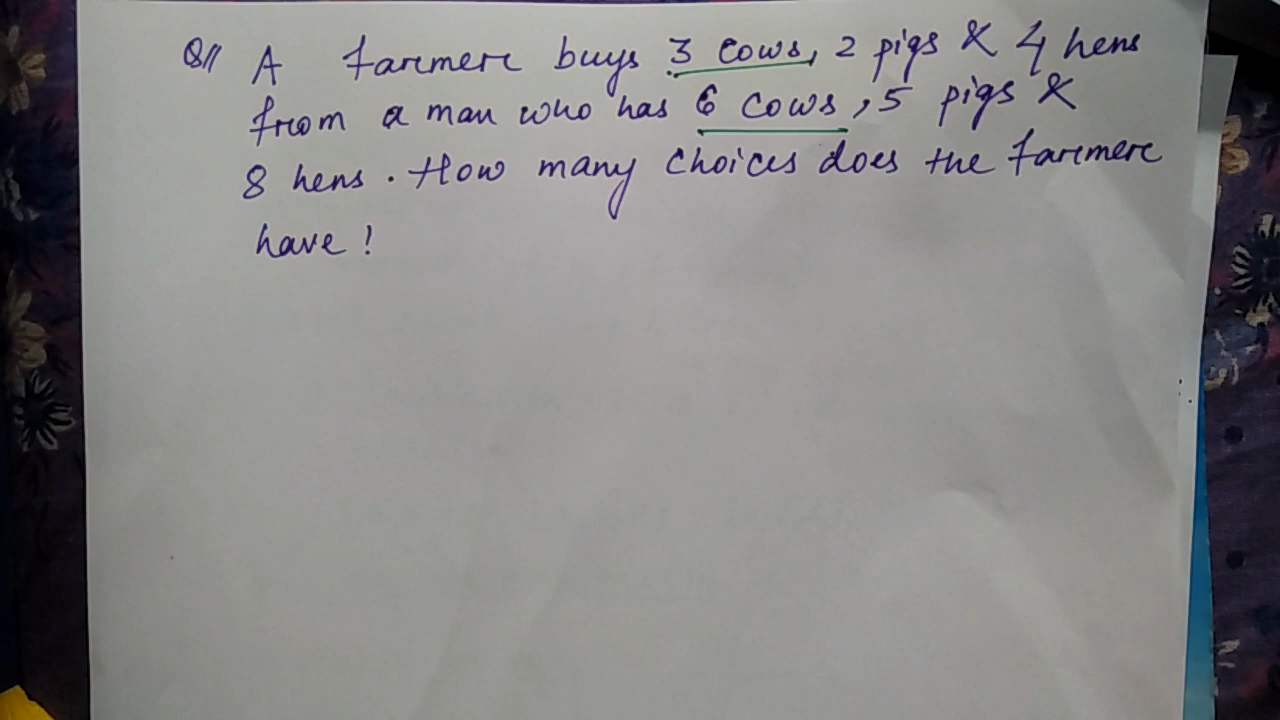 Q// A farmer buys 3 cows, 2 pigs & 4 hens
from a man who has 6 cows, 5 pigs &
8 hens. How many choices does the farmer
have!